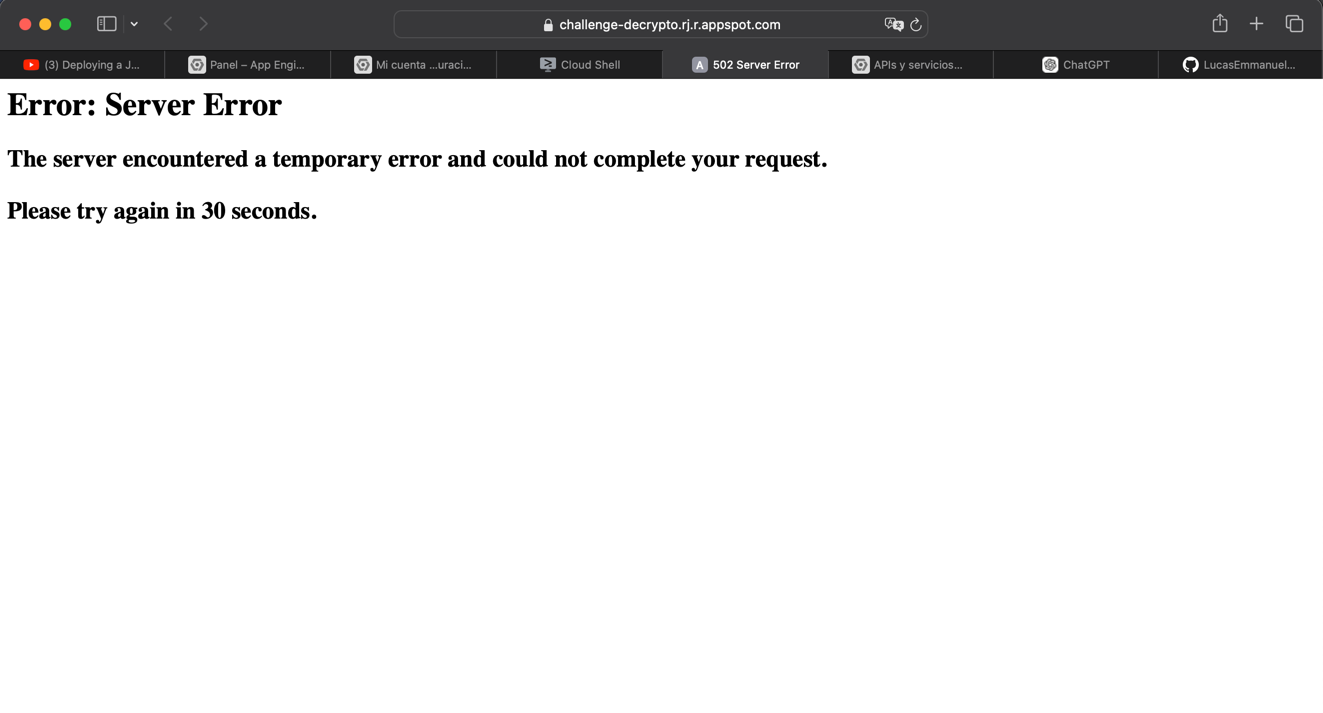 challenge-decrypto.rj.r.appspot.com
(3) Deploying a J...
Panel – App Engi...
Mi cuenta ...uraci...
Cloud Shell
A 502 Server Error
APIs y servicios...
ChatGPT
LucasEmmanuel...
Error: Server Error
The server encountered a temporary error and could not complete your request.
Please try again in 30 seconds.